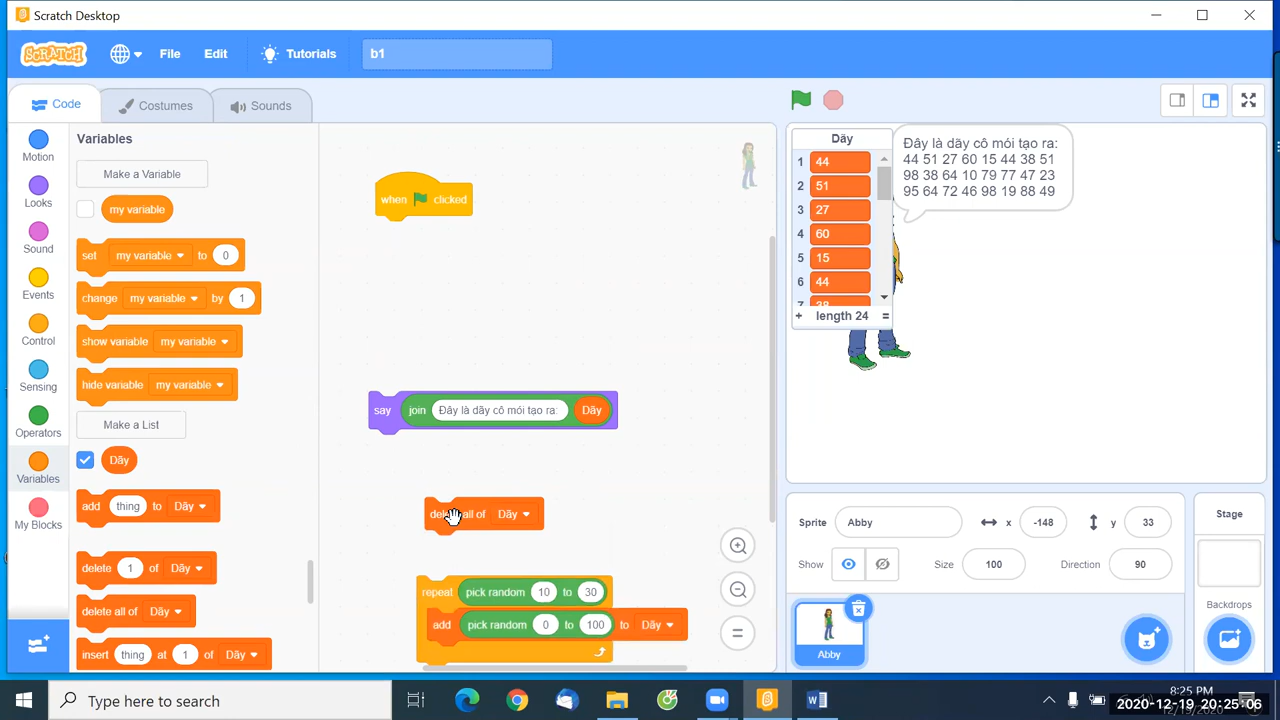 Scratch Desktop
SCRATCH
File
Edit
Tutorials
b1
Code
Costumes
Sounds
Motion
Looks
Sound
Events
Control
Sensing
Operators
Variables
My Blocks
Variables
Make a Variable
my variable
set my variable to 0
change my variable by 1
show variable my variable
hide variable my variable
Make a List
Dãy
add thing to Dãy
delete 1 of Dãy
delete all of Dãy
insert thing at 1 of Dãy
when clicked
say join Đây là dãy cô mói tạo ra: Dãy
delete all of Dãy
repeat pick random 10 to 30
add pick random 0 to 100 to Dãy
Dãy
1 44
2 51
3 27
4 60
5 15
6 44
7 38
+ length 24 =
Đây là dãy cô mói tạo ra:
44 51 27 60 15 44 38 51
98 38 64 10 79 77 47 23
95 64 72 46 98 19 88 49
Sprite Abby x -148 y 33
Show Size 100 Direction 90
Abby
Stage
Backdrops
Type here to search
8:25 PM
2020-12-19 20:25:06